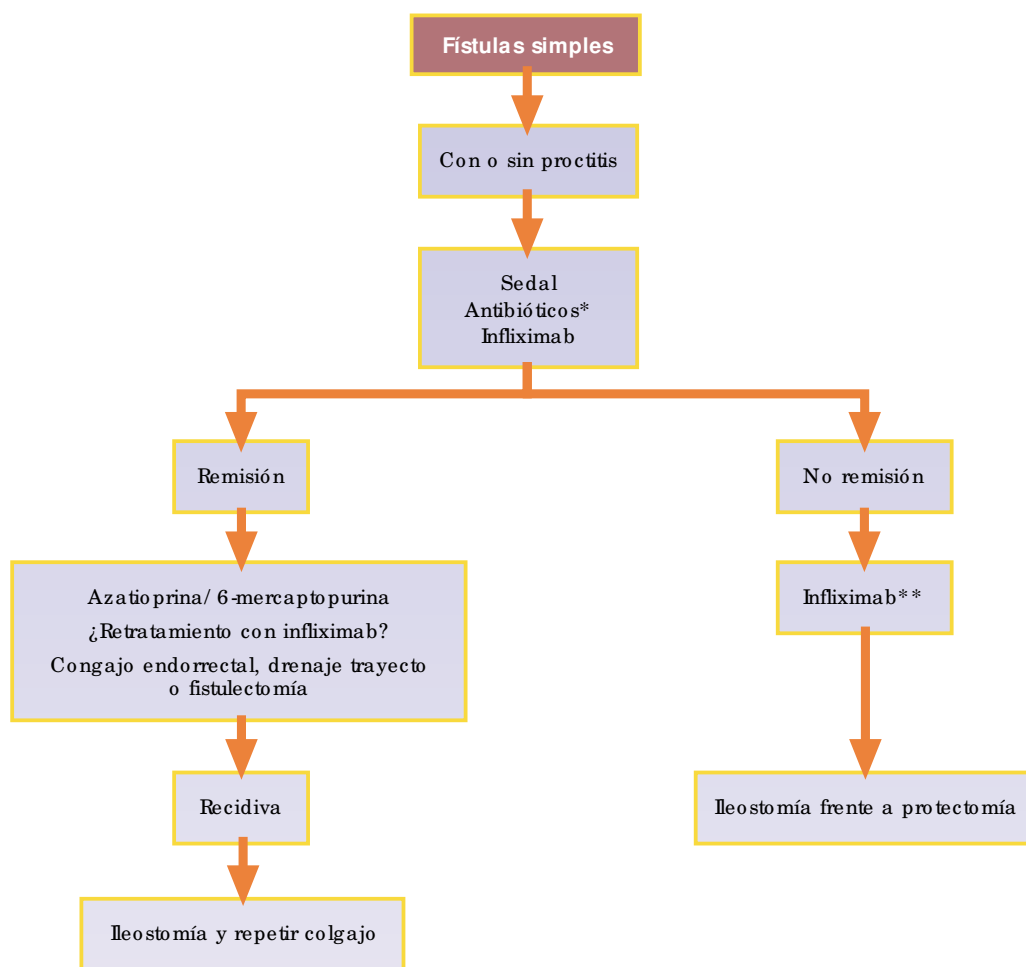 Fístulas simples
Con o sin proctitis
Sedal
Antibióticos*
Infliximab
Remisión
No remisión
Azatioprina/ 6-mercaptopurina
¿Retratamiento con infliximab?
Congajo endorrectal, drenaje trayecto
o fistulectomía
Infliximab**
Recidiva
Ileostomía frente a protectomía
Ileostomía y repetir colgajo